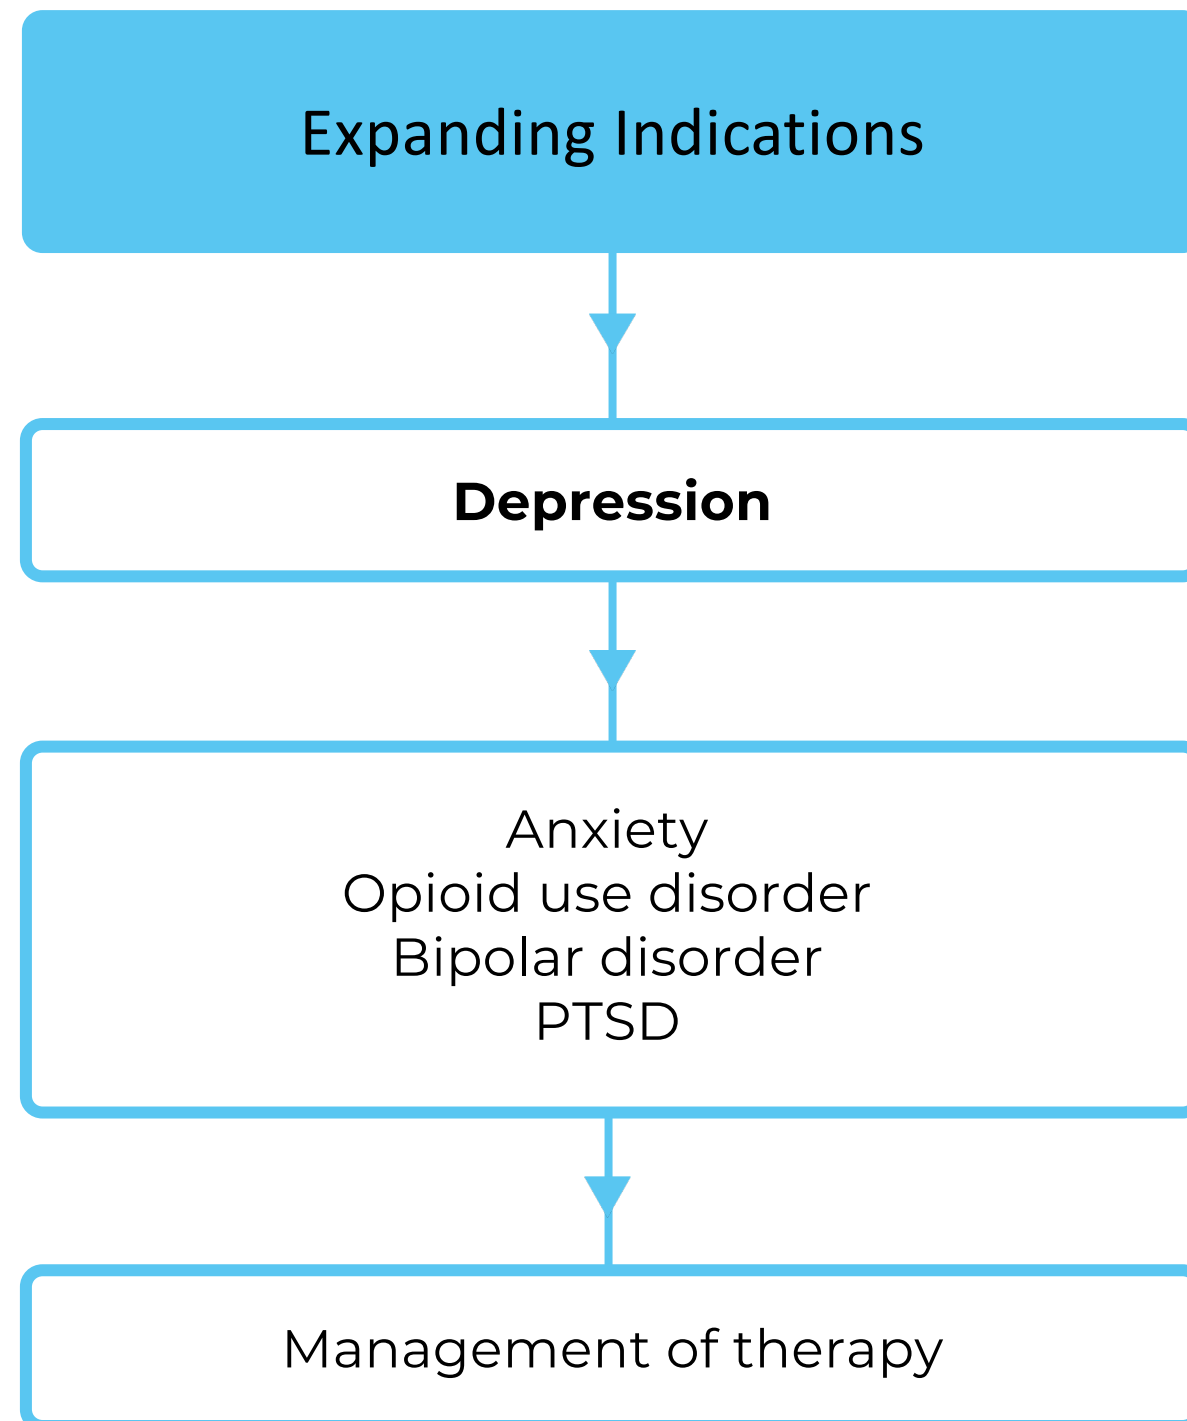 Expanding Indications
Depression
Anxiety
Opioid use disorder
Bipolar disorder
PTSD
Management of therapy